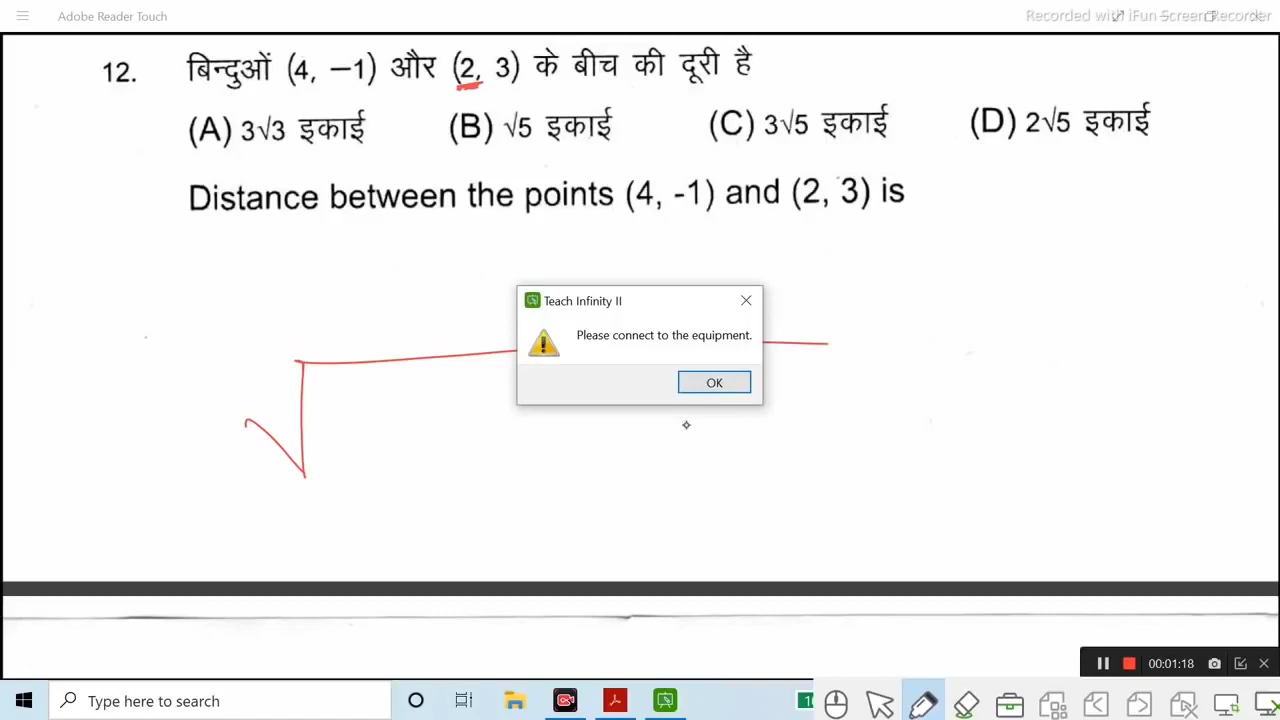 Adobe Reader Touch
Recorded with iFun Screen Recorder
12. बिन्दुओं (4, −1) और (2, 3) के बीच की दूरी है
(A) 3√3 इकाई (B) √5 इकाई (C) 3√5 इकाई (D) 2√5 इकाई
Distance between the points (4, -1) and (2, 3) is
Teach Infinity II
Please connect to the equipment.
OK
00:01:18
Type here to search